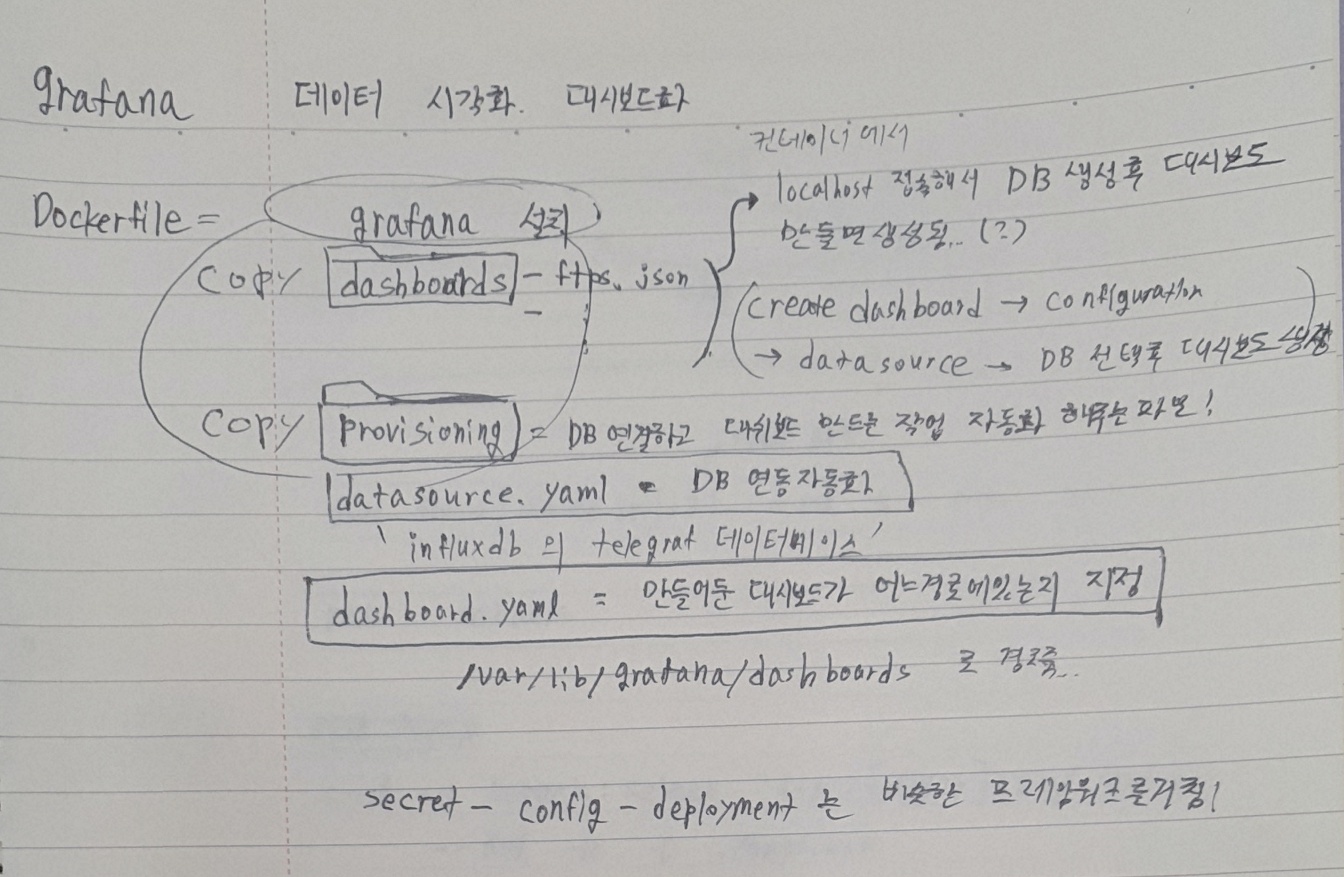 grafana 데이터 시각화. 대시보드화
컨테이너에서
Dockerfile = grafana 설치
localhost 접속해서 DB 생성후 대시보드
만들면 생성됨.. (?)
COPY dashboards - ftps.json
-
(create dashboard → configuration
→ datasource → DB 선택후 대시보드 생성)
COPY provisioning = DB 연결하고 대쉬보드 만드는 작업 자동화 해주는 파일!
datasource.yaml = DB 연동자동화
'influxdb 의 telegraf 데이터베이스'
dashboard.yaml = 만들어둔 대시보드가 어느경로에있는지 지정
/var/lib/grafana/dashboards 로
secret - config - deployment 는 비슷한 프레임워크를거침!